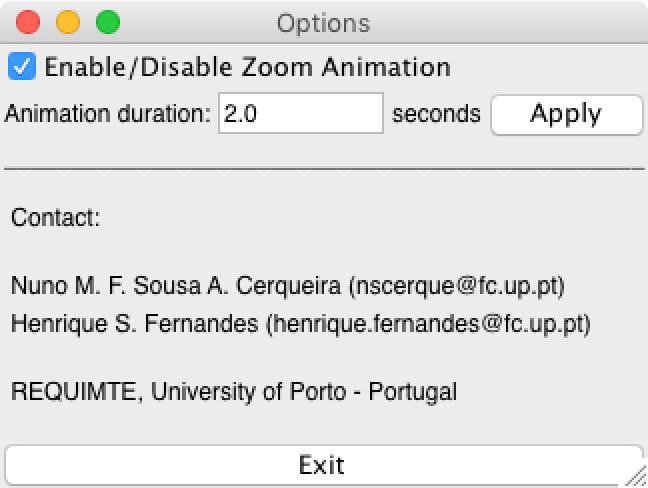 Options
Enable/Disable Zoom Animation
Animation duration: 2.0 seconds Apply
Contact:
Nuno M. F. Sousa A. Cerqueira (nscerque@fc.up.pt)
Henrique S. Fernandes (henrique.fernandes@fc.up.pt)
REQUIMTE, University of Porto - Portugal
Exit